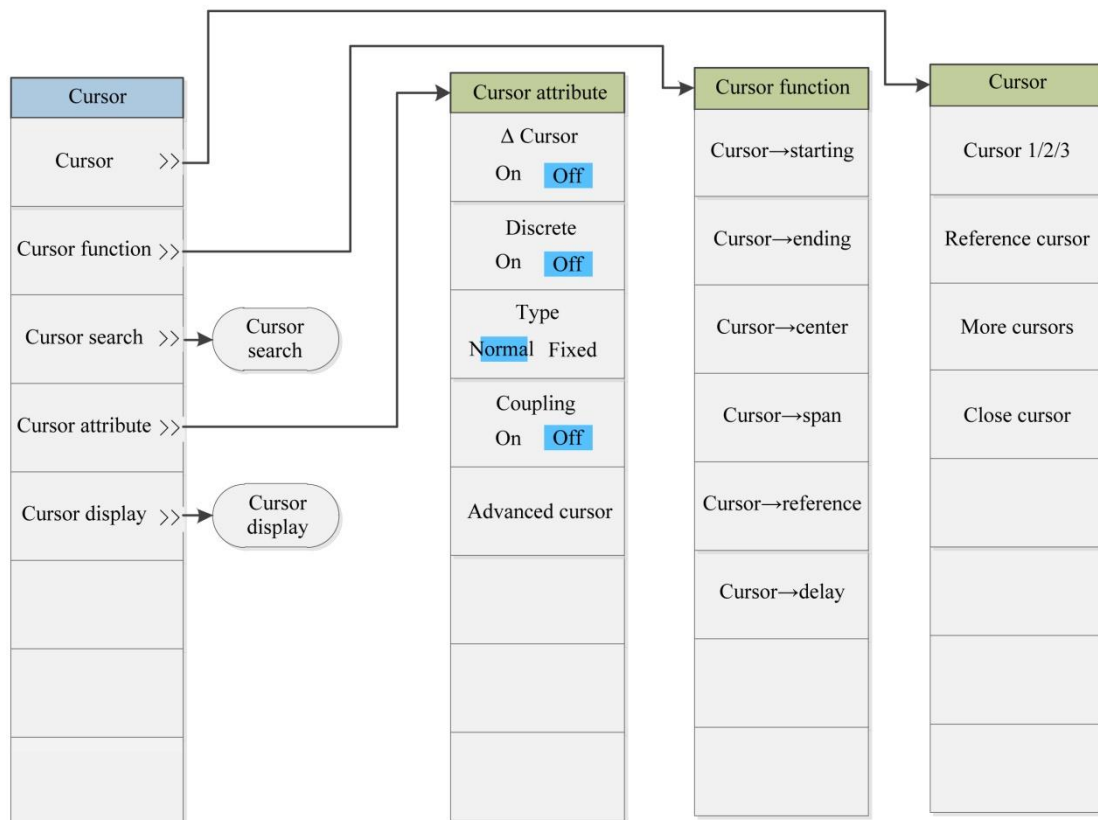 Cursor
Cursor >>
Cursor function >>
Cursor search >>
Cursor attribute >>
Cursor display >>
Cursor
search
Cursor
display
Cursor attribute
Δ Cursor
On Off
Discrete
On Off
Type
Normal Fixed
Coupling
On Off
Advanced cursor
Cursor function
Cursor→starting
Cursor→ending
Cursor→center
Cursor→span
Cursor→reference
Cursor→delay
Cursor
Cursor 1/2/3
Reference cursor
More cursors
Close cursor